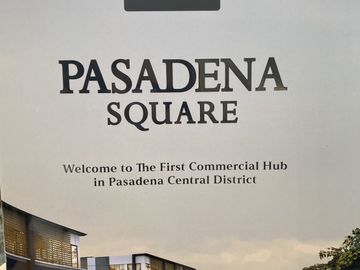 PASADENA
SQUARE
Welcome to The First Commercial Hub
in Pasadena Central District